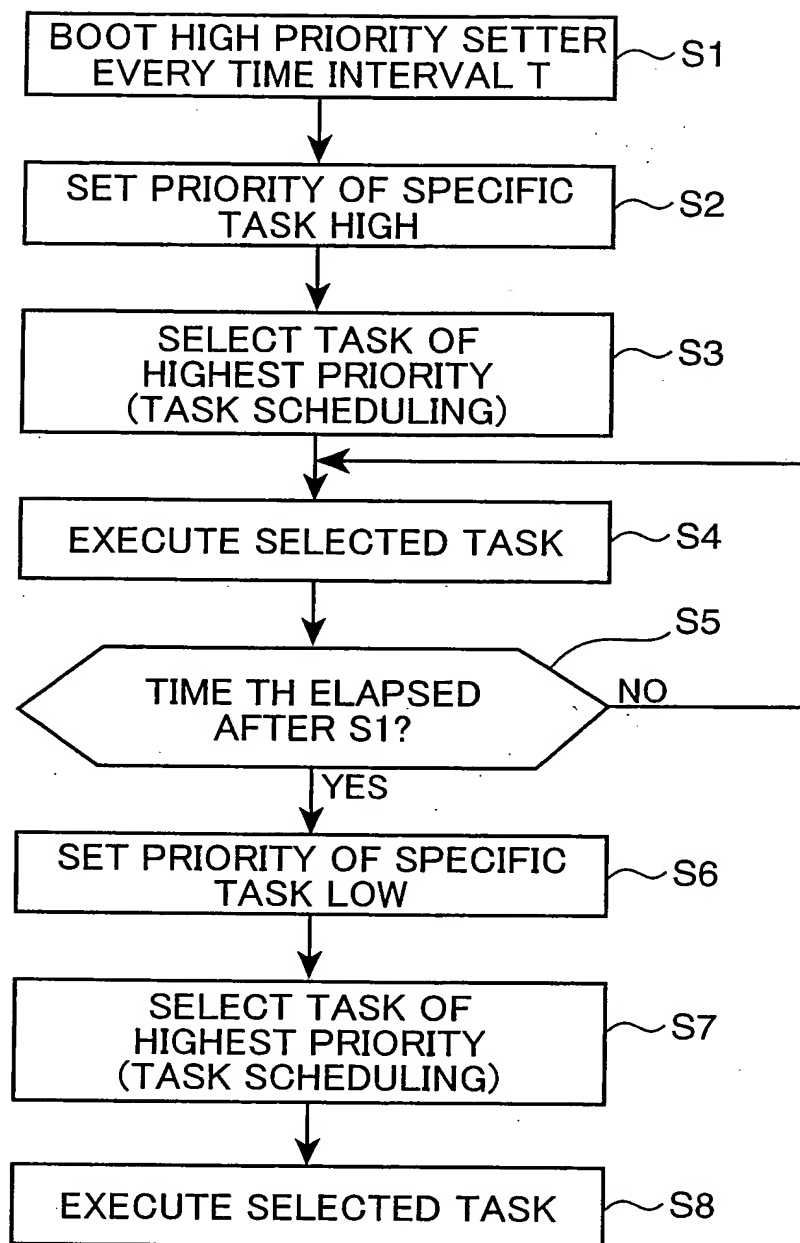 BOOT HIGH PRIORITY SETTER
EVERY TIME INTERVAL T
S1
SET PRIORITY OF SPECIFIC
TASK HIGH
S2
SELECT TASK OF
HIGHEST PRIORITY
(TASK SCHEDULING)
S3
EXECUTE SELECTED TASK
S4
S5
TIME TH ELAPSED
AFTER S1?
NO
YES
SET PRIORITY OF SPECIFIC
TASK LOW
S6
SELECT TASK OF
HIGHEST PRIORITY
(TASK SCHEDULING)
S7
EXECUTE SELECTED TASK
S8